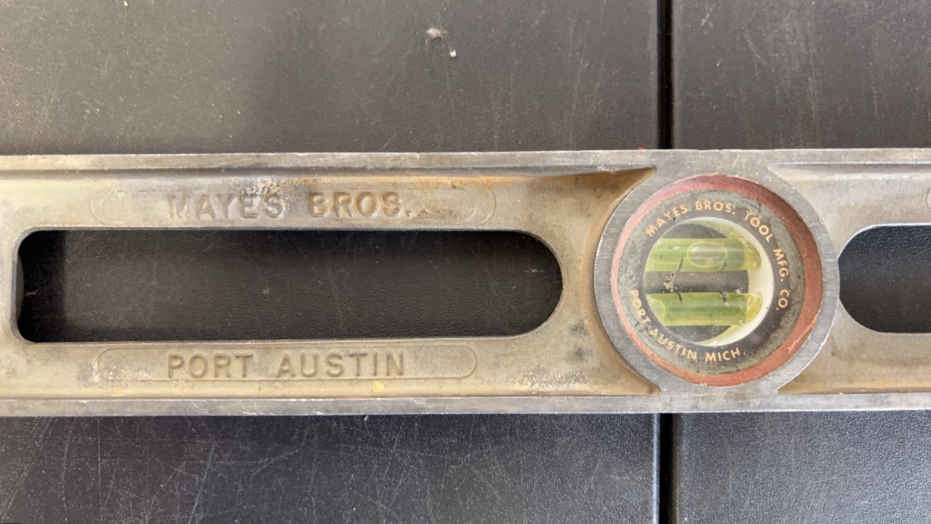 MAYES BROS.
PORT AUSTIN
MAYES BROS. TOOL MFG. CO.
PORT AUSTIN MICH.